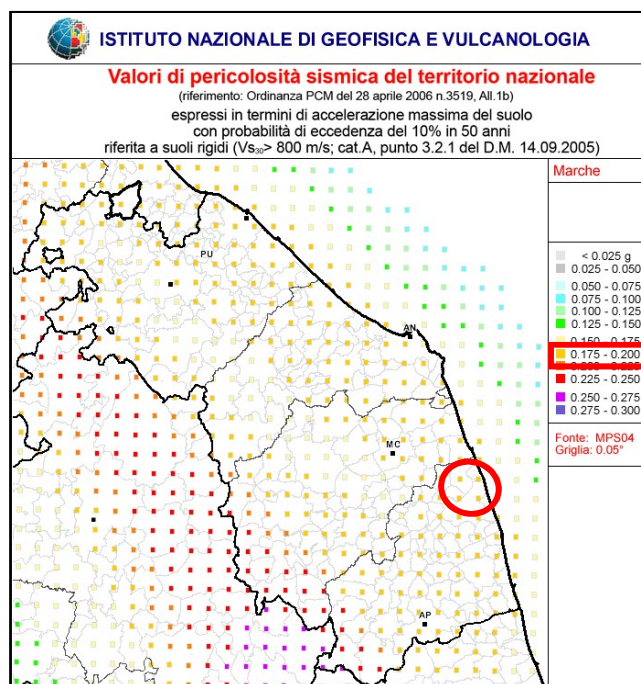 ISTITUTO NAZIONALE DI GEOFISICA E VULCANOLOGIA
Valori di pericolosità sismica del territorio nazionale
(riferimento: Ordinanza PCM del 28 aprile 2006 n.3519, All.1b)
espressi in termini di accelerazione massima del suolo
con probabilità di eccedenza del 10% in 50 anni
riferita a suoli rigidi (Vs₃₀> 800 m/s; cat.A, punto 3.2.1 del D.M. 14.09.2005)
Marche
< 0.025 g
0.025 - 0.050
0.050 - 0.075
0.075 - 0.100
0.100 - 0.125
0.125 - 0.150
0.150 - 0.175
0.175 - 0.200
0.225 - 0.250
0.250 - 0.275
0.275 - 0.300
Fonte: MPS04
Griglia: 0.05°
PU
AN
MC
AP